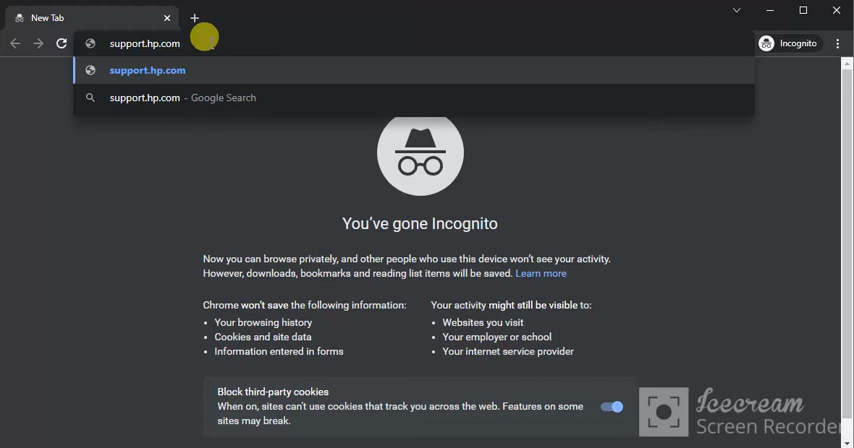 New Tab
support.hp.com
Incognito
support.hp.com
support.hp.com - Google Search
You've gone Incognito
Now you can browse privately, and other people who use this device won't see your activity.
However, downloads, bookmarks and reading list items will be saved. Learn more
Chrome won't save the following information:
• Your browsing history
• Cookies and site data
• Information entered in forms
Your activity might still be visible to:
• Websites you visit
• Your employer or school
• Your internet service provider
Block third-party cookies
When on, sites can't use cookies that track you across the web. Features on some
sites may break.
Icecream
Screen Recorder